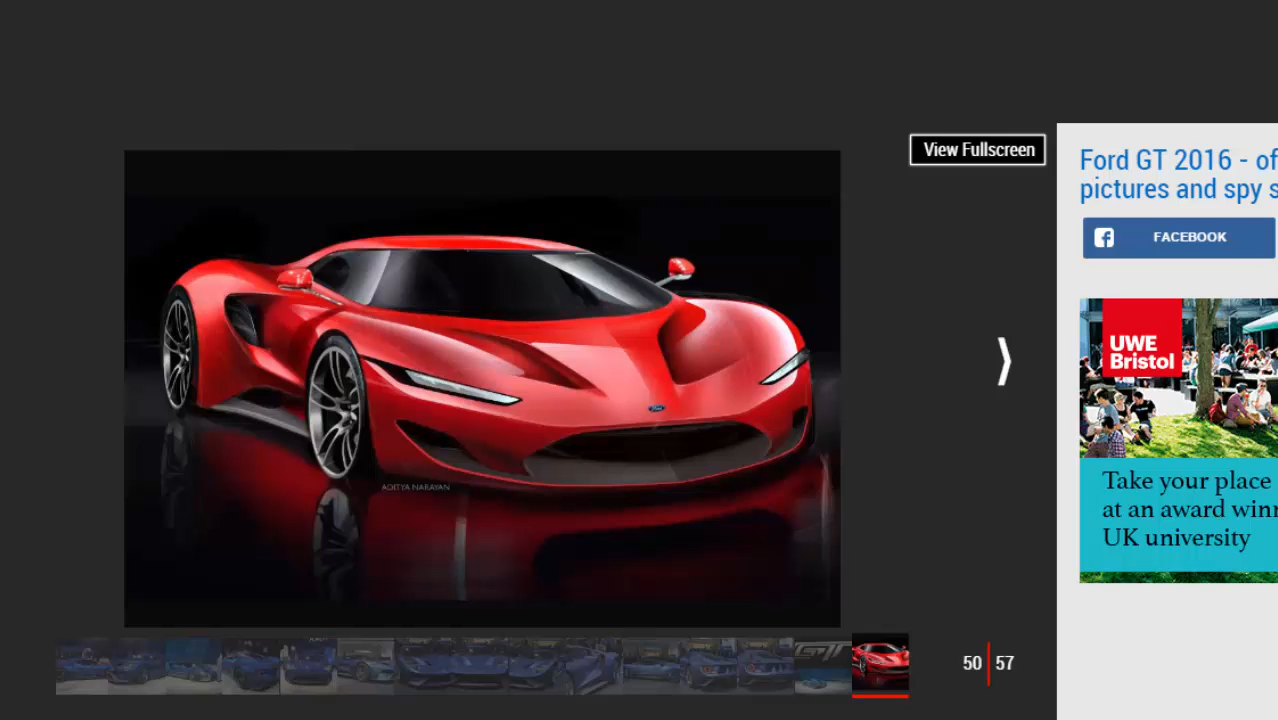 View Fullscreen
Ford GT 2016 - of
pictures and spy s
FACEBOOK
UWE
Bristol
ADITYA NARAYAN
Take your place
at an award winn
UK university
GT
50 57